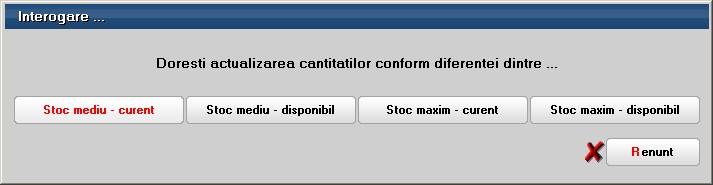 Interogare ...
Doresti actualizarea cantitatilor conform diferentei dintre ...
Stoc mediu - curent
Stoc mediu - disponibil
Stoc maxim - curent
Stoc maxim - disponibil
Renunt